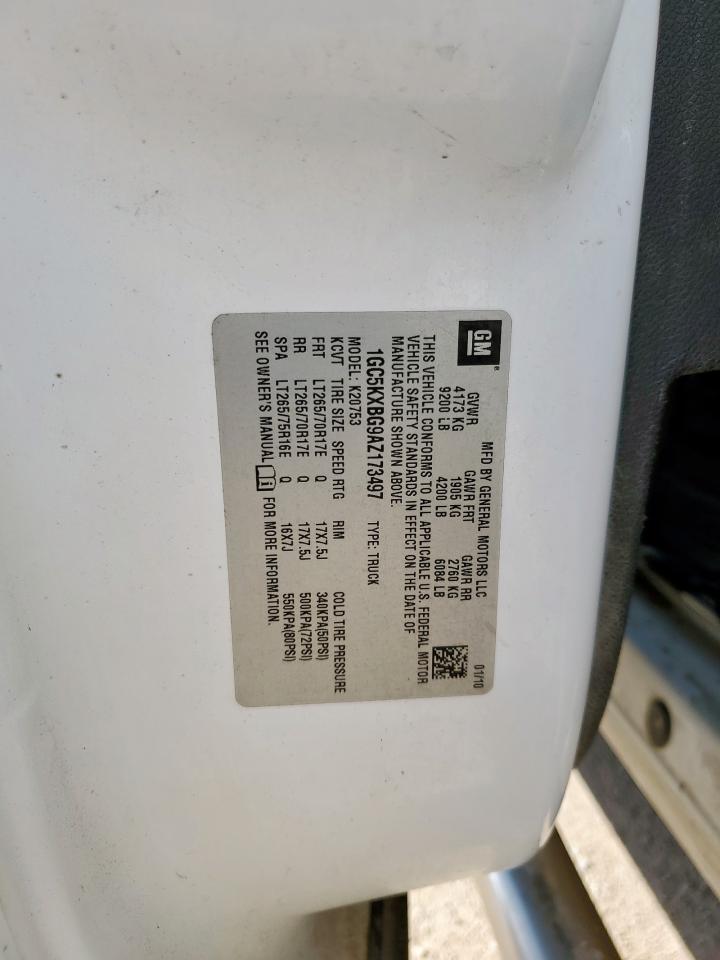 GM®
MFD BY GENERAL MOTORS LLC 01/10
GVWR GAWR FRT GAWR RR
4173 KG 1905 KG 2760 KG
9200 LB 4200 LB 6084 LB
THIS VEHICLE CONFORMS TO ALL APPLICABLE U.S. FEDERAL MOTOR
VEHICLE SAFETY STANDARDS IN EFFECT ON THE DATE OF
MANUFACTURE SHOWN ABOVE.
1GC5KXBG9AZ173497 TYPE: TRUCK
MODEL: K20753
KCVT TIRE SIZE SPEED RTG RIM COLD TIRE PRESSURE
FRT LT265/70R17E Q 17X7.5J 340KPA(50PSI)
RR LT265/70R17E Q 17X7.5J 500KPA(72PSI)
SPA LT265/75R16E Q 16X7J 550KPA(80PSI)
SEE OWNER'S MANUAL FOR MORE INFORMATION.